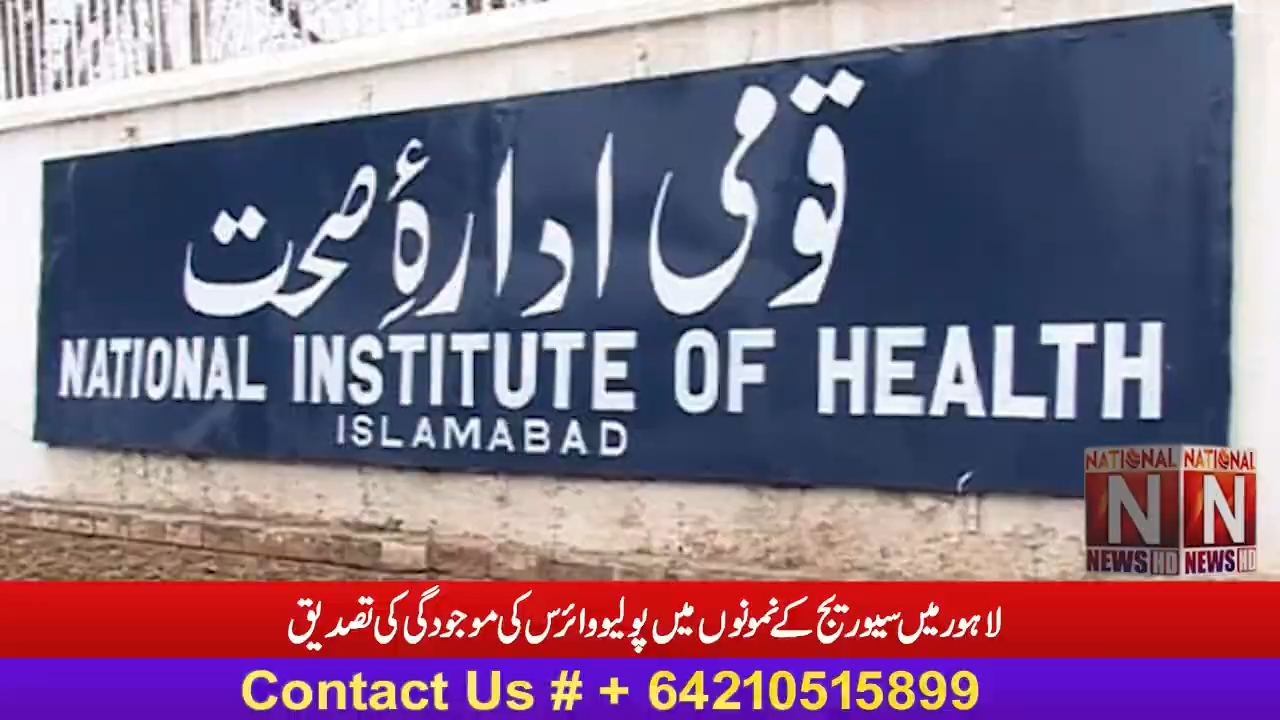 قومی ادارۂ صحت
NATIONAL INSTITUTE OF HEALTH
ISLAMABAD
NATIONAL NATIONAL
N N
NEWS HD NEWS HD
لاہور میں سیوریج کے نمونوں میں پولیو وائرس کی موجودگی کی تصدیق
Contact Us # + 64210515899